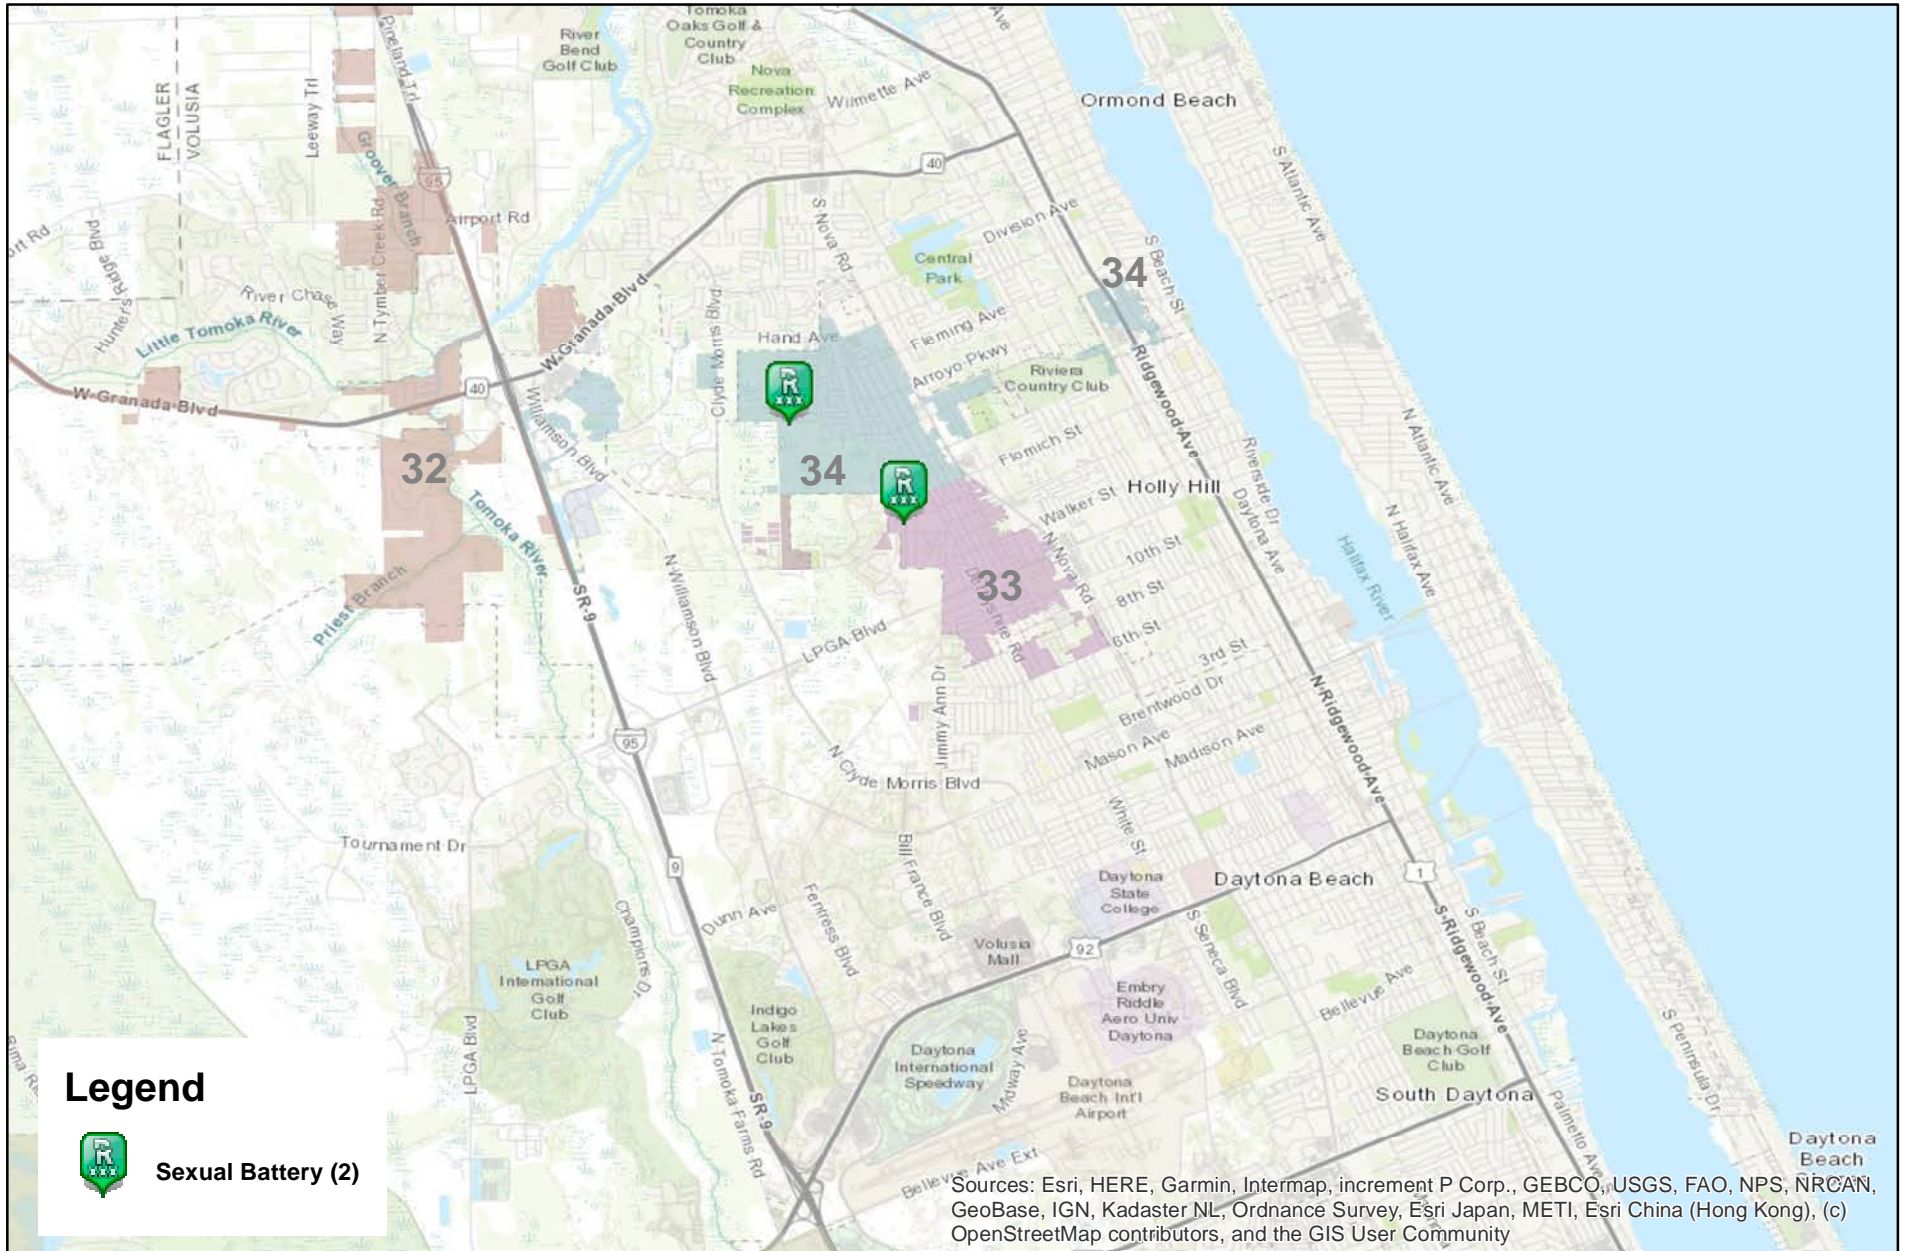 Tomoka
Oaks Golf &
Country
Club
River
Bend
Golf Club
Nova
Recreation
Complex
Wilmette Ave
Ave
Ormond Beach
Pineland Trl
FLAGLER
VOLUSIA
Leeway Trl
Groover Branch
95
40
Airport Rd
S Nova Rd
Division Ave
S Atlantic Ave
ort Rd
Hunter's Ridge Blvd
N Tymber Creek Rd
River Chase Way
Little Tomoka River
Central
Park
34
S Beach St
W Granada Blvd
Clyde Morris Blvd
Hand Ave
Fleming Ave
Arroyo Pkwy
Riviera
Country Club
Ridgewood Ave
40
W Granada Blvd
R
XXX
Williamson Blvd
N Atlantic Ave
Flomich St
32
34
R
XXX
Holly Hill
Riverside Dr
Daytona Ave
Tomoka River
Walker St
N Halifax Ave
N Nova Rd
10th St
Halifax River
33
Derbyshire Rd
8th St
Priest Branch
SR-9
N Williamson Blvd
LPGA Blvd
6th St
3rd St
Jimmy Ann Dr
Brentwood Dr
N Ridgewood Ave
95
Mason Ave
Madison Ave
N Clyde Morris Blvd
White St
Tournament Dr
Bill France Blvd
9
Daytona
State
College
Daytona Beach
1
Champions Dr
Dunn Ave
Fentress Blvd
S Seneca Blvd
S Beach St
S Ridgewood Ave
Volusia
Mall
92
LPGA
International
Golf
Club
Embry
Riddle
Aero Univ
Daytona
Bellevue Ave
Indigo
Lakes
Golf
Club
LPGA Blvd
N Tomoka Farms Rd
Daytona
International
Speedway
Midway Ave
Daytona
Beach Golf
Club
S Peninsula Dr
Daytona
Beach Int'l
Airport
South Daytona
SR-9
Palmetto Ave
Bellevue Ave Ext
Daytona
Beach
Legend
R
XXX
Sexual Battery (2)
Sources: Esri, HERE, Garmin, Intermap, increment P Corp., GEBCO, USGS, FAO, NPS, NRCAN,
GeoBase, IGN, Kadaster NL, Ordnance Survey, Esri Japan, METI, Esri China (Hong Kong), (c)
OpenStreetMap contributors, and the GIS User Community